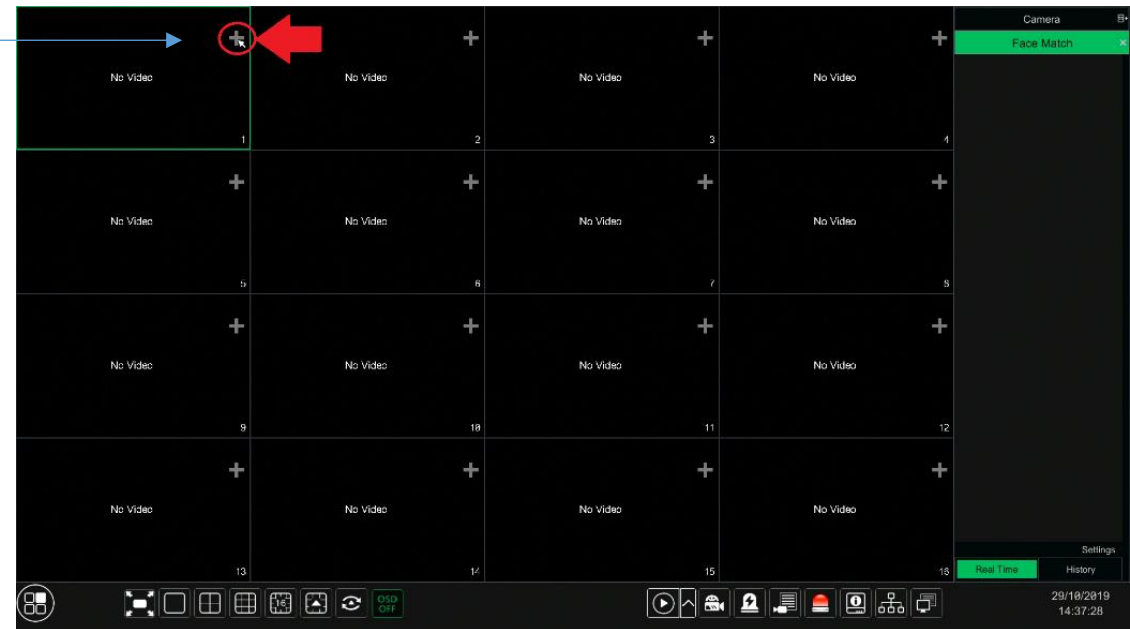 Camera
Face Match
No Video No Video No Video No Video
1 2 3 4
No Video No Video No Video No Video
5 6 7 8
No Video No Video No Video No Video
9 10 11 12
No Video No Video No Video No Video
13 14 15 16
Settings
Real Time History
16
OSD
OFF
29/10/2019
14:37:28